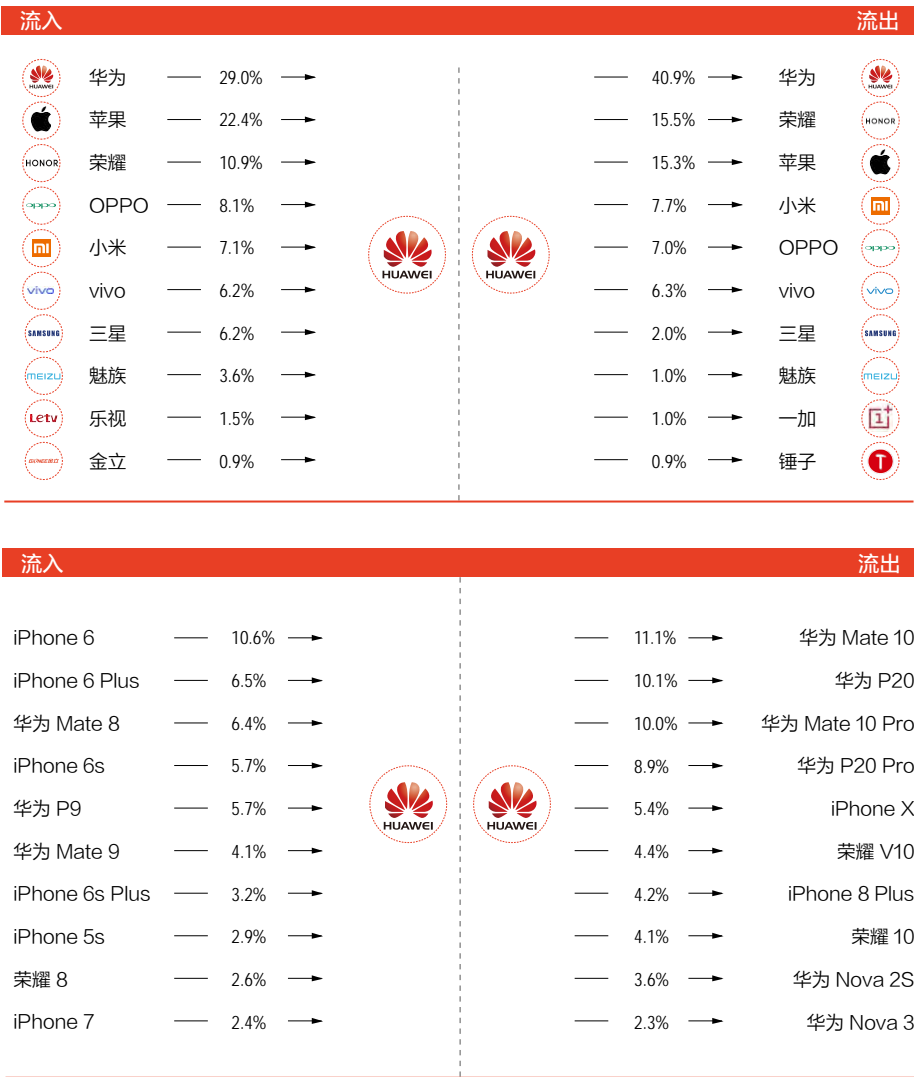 流入 流出
HUAWEI 华为 29.0% 40.9% 华为 HUAWEI
苹果 22.4% 15.5% 荣耀 HONOR
HONOR 荣耀 10.9% 15.3% 苹果
oppo OPPO 8.1% 7.7% 小米 mi
mi 小米 7.1% HUAWEI HUAWEI 7.0% OPPO oppo
vivo vivo 6.2% 6.3% vivo vivo
SAMSUNG 三星 6.2% 2.0% 三星 SAMSUNG
MEIZU 魅族 3.6% 1.0% 魅族 MEIZU
Letv 乐视 1.5% 1.0% 一加 1+
金立 0.9% 0.9% 锤子 T
流入 流出
iPhone 6 10.6% 11.1% 华为 Mate 10
iPhone 6 Plus 6.5% 10.1% 华为 P20
华为 Mate 8 6.4% 10.0% 华为 Mate 10 Pro
iPhone 6s 5.7% 8.9% 华为 P20 Pro
华为 P9 5.7% HUAWEI HUAWEI 5.4% iPhone X
华为 Mate 9 4.1% 4.4% 荣耀 V10
iPhone 6s Plus 3.2% 4.2% iPhone 8 Plus
iPhone 5s 2.9% 4.1% 荣耀 10
荣耀 8 2.6% 3.6% 华为 Nova 2S
iPhone 7 2.4% 2.3% 华为 Nova 3